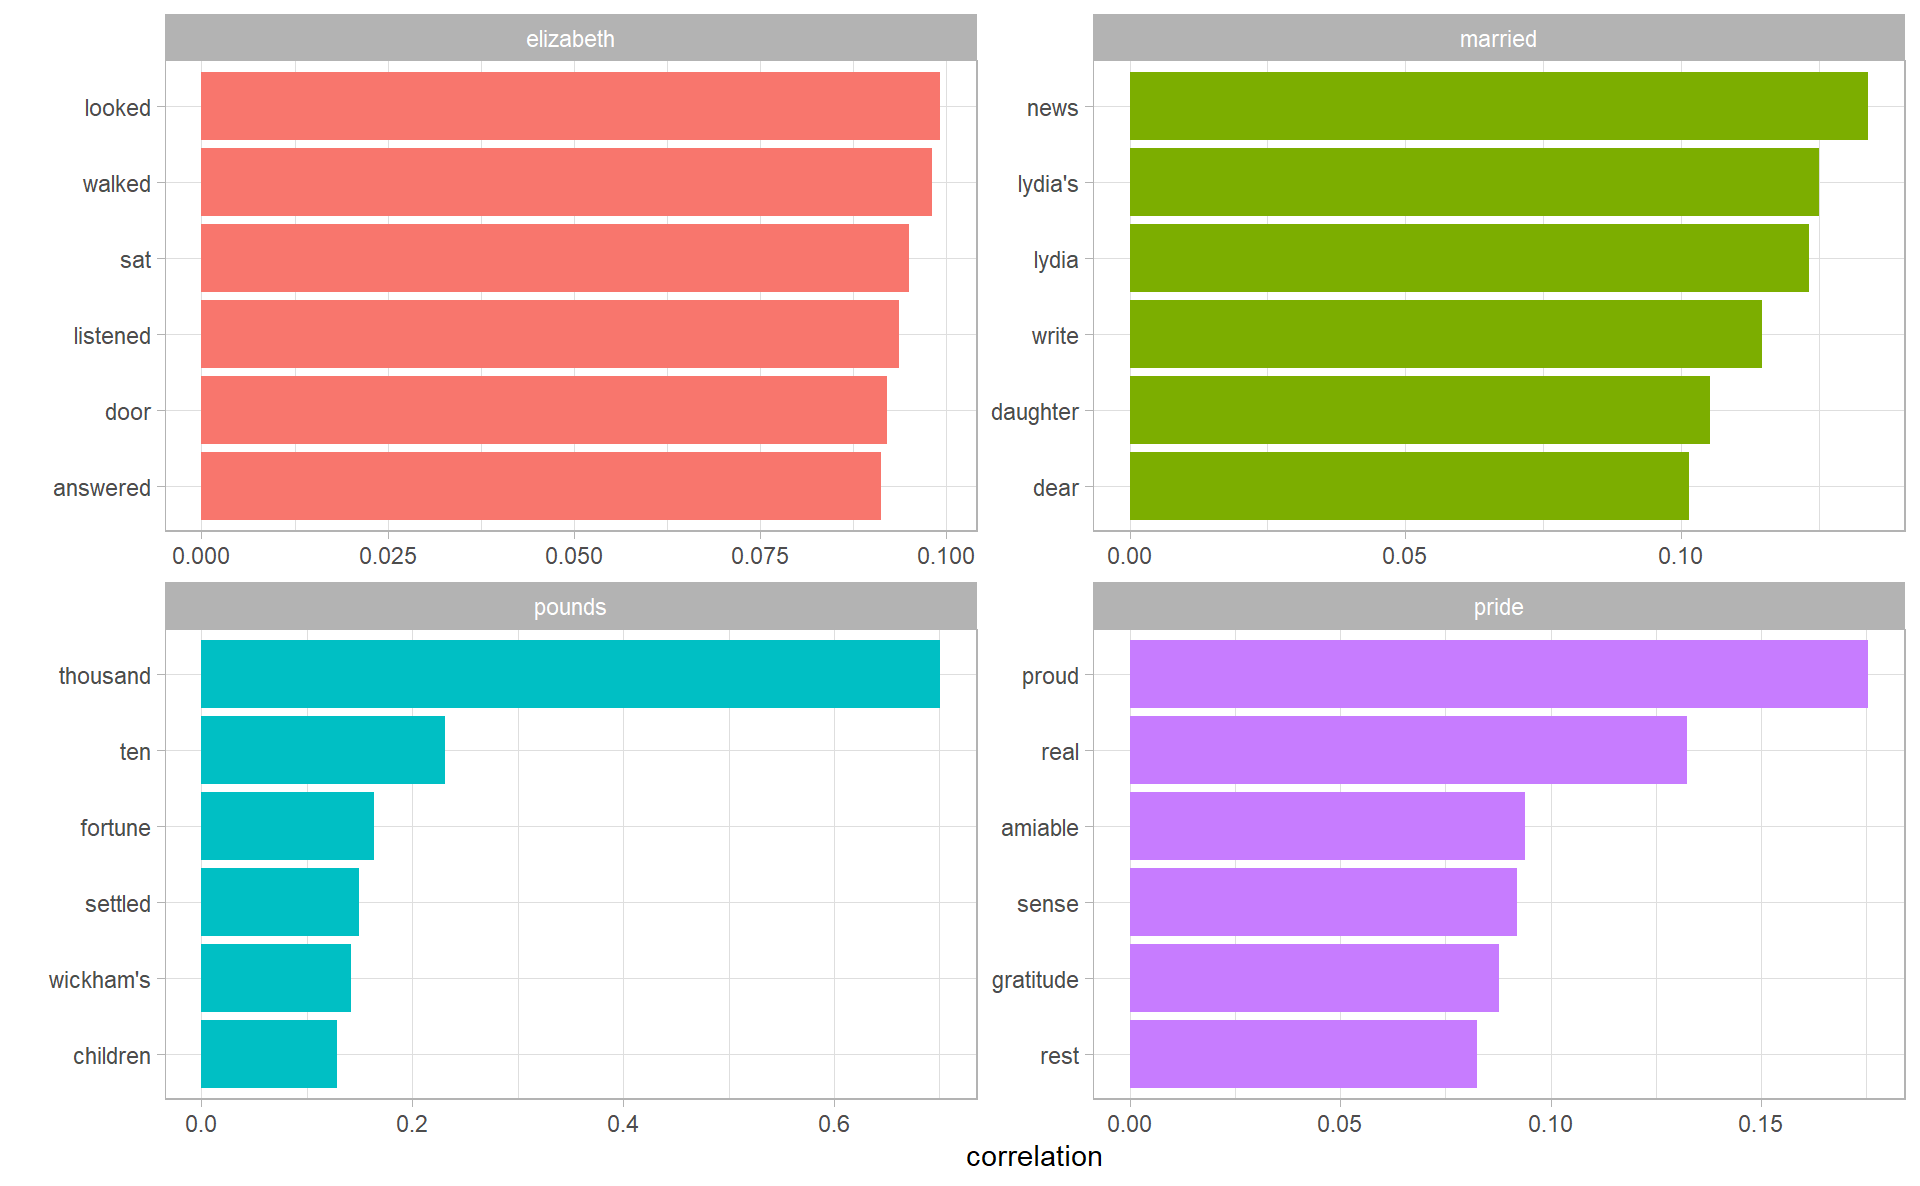 elizabeth
looked
walked
sat
listened
door
answered
0.000 0.025 0.050 0.075 0.100
married
news
lydia's
lydia
write
daughter
dear
0.00 0.05 0.10
pounds
thousand
ten
fortune
settled
wickham's
children
0.0 0.2 0.4 0.6
pride
proud
real
amiable
sense
gratitude
rest
0.00 0.05 0.10 0.15
correlation